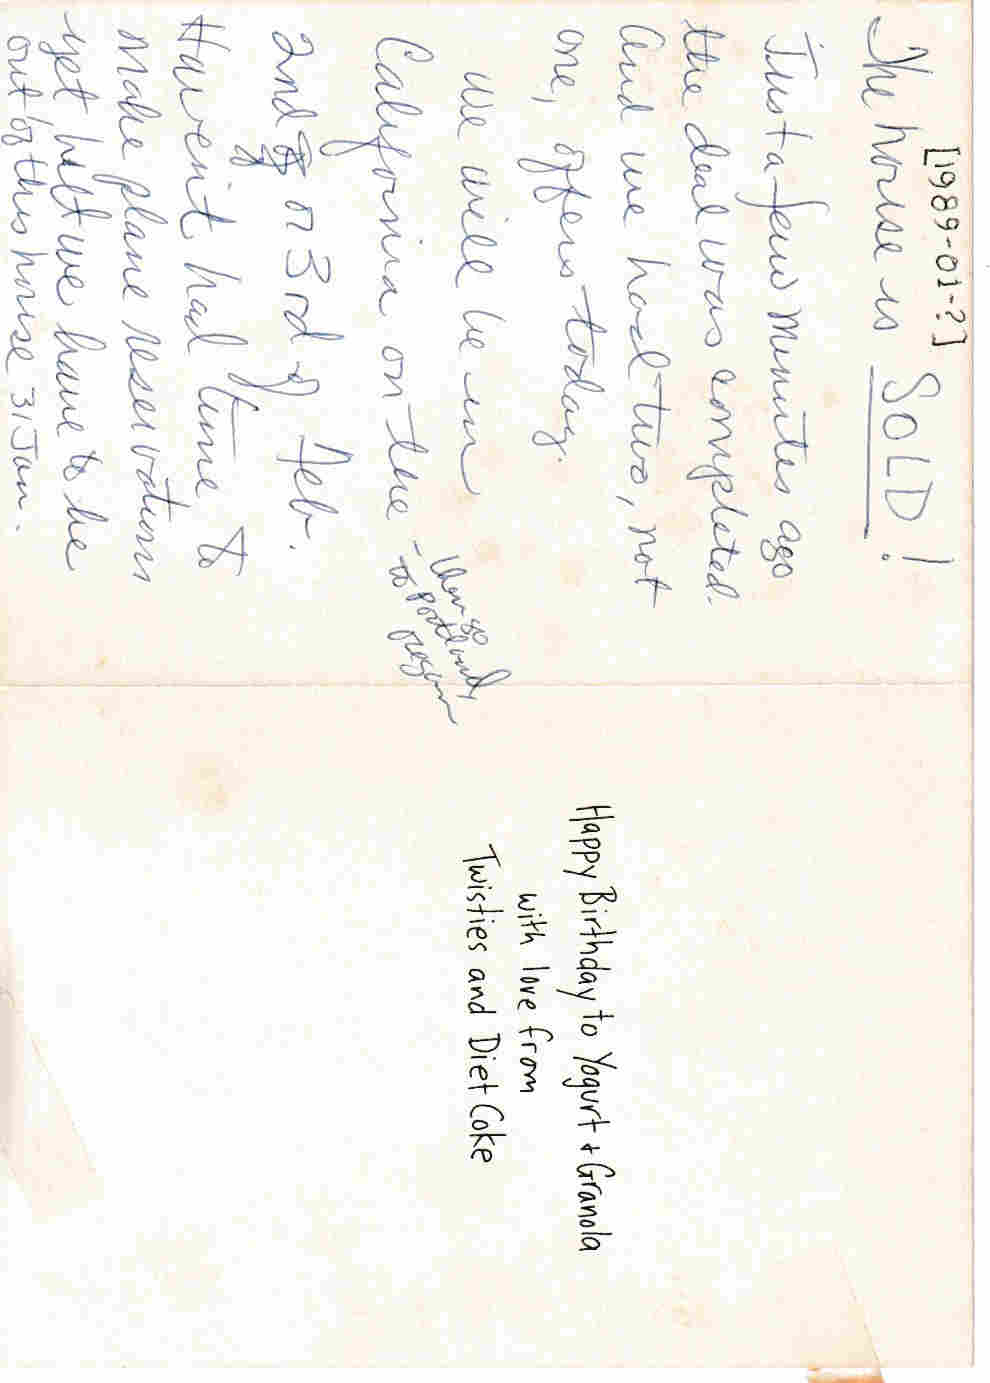 [1989-01-?]
The house is SOLD!
Just a few minutes ago
the deal was completed.
And we had two, not
one, offers today.
We will be in
California on the
- then go
to Portland,
Oregon
2nd or 3rd of Feb.
Haven't had time to
make plane reservations
yet, but we have to be
out of this house 31 Jan.
Happy Birthday to Yogurt + Granola
with love from
Twisties and Diet Coke